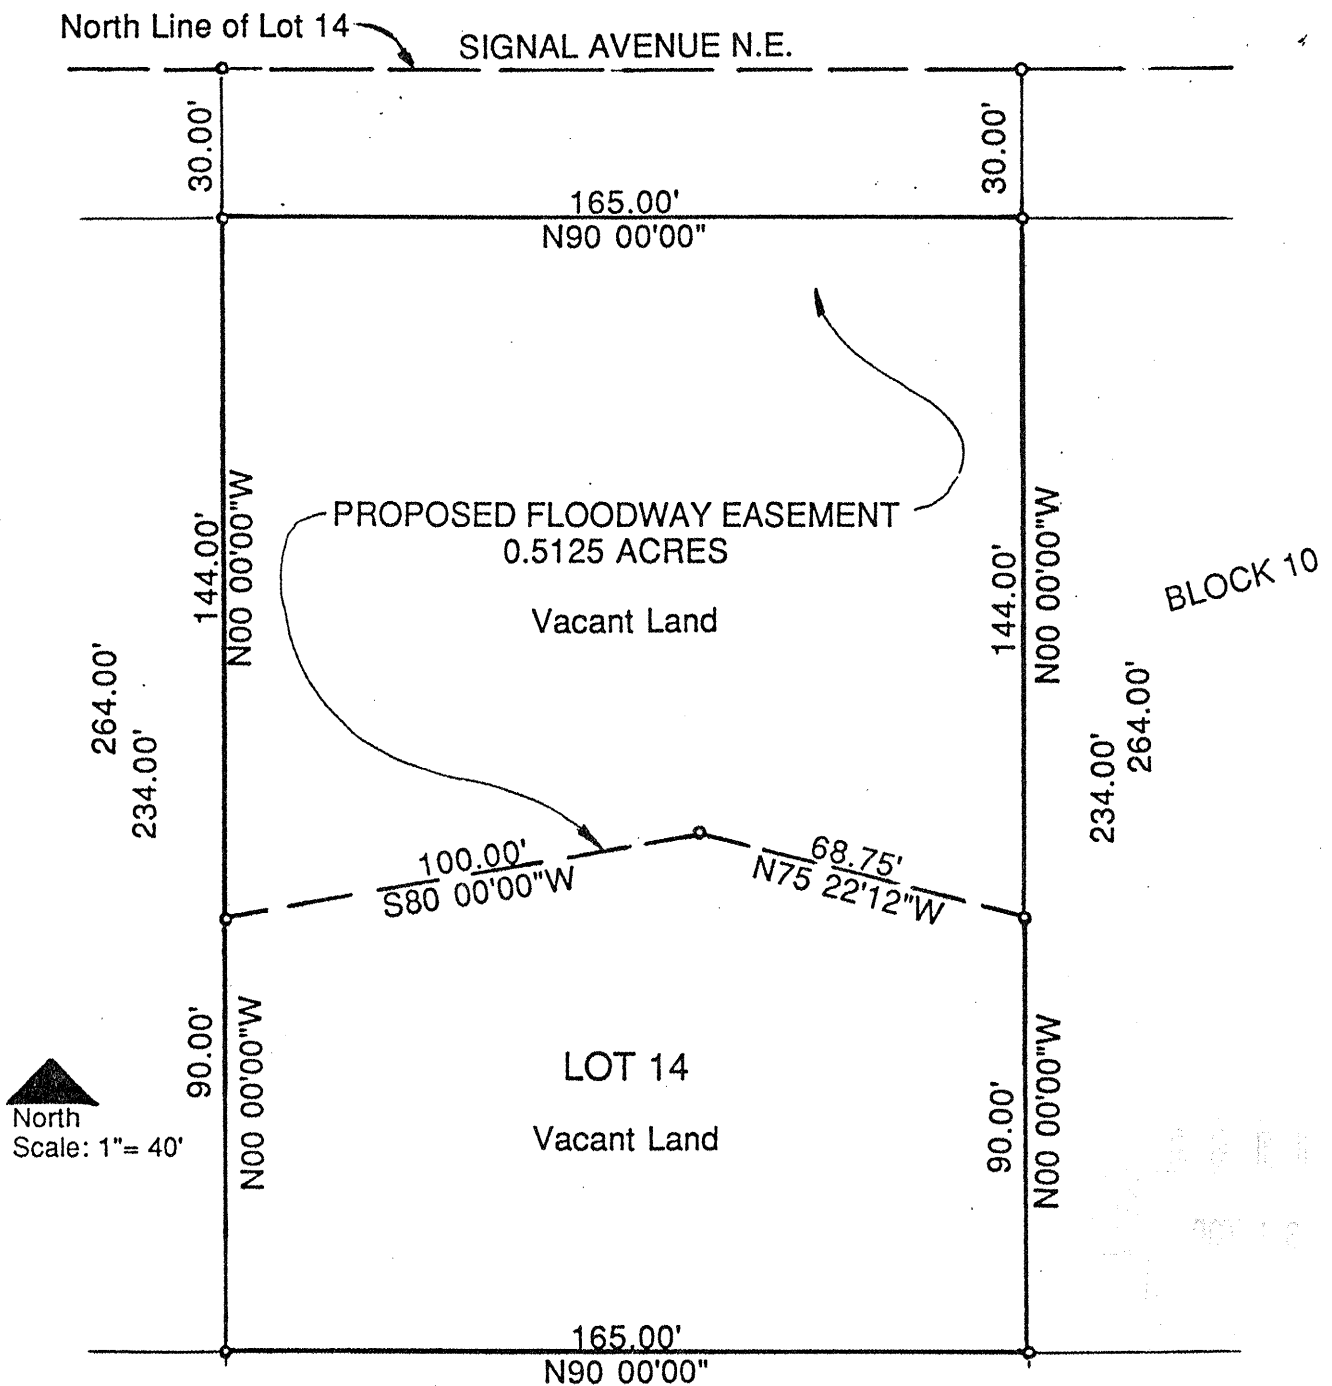 North Line of Lot 14
SIGNAL AVENUE N.E.
30.00'
30.00'
165.00'
N90 00'00"
144.00'
N00 00'00"W
PROPOSED FLOODWAY EASEMENT
0.5125 ACRES
Vacant Land
144.00'
N00 00'00"W
BLOCK 10
264.00'
234.00'
234.00'
264.00'
100.00'
S80 00'00"W
68.75'
N75 22'12"W
90.00'
N00 00'00"W
LOT 14
Vacant Land
90.00'
N00 00'00"W
North
Scale: 1"= 40'
165.00'
N90 00'00"